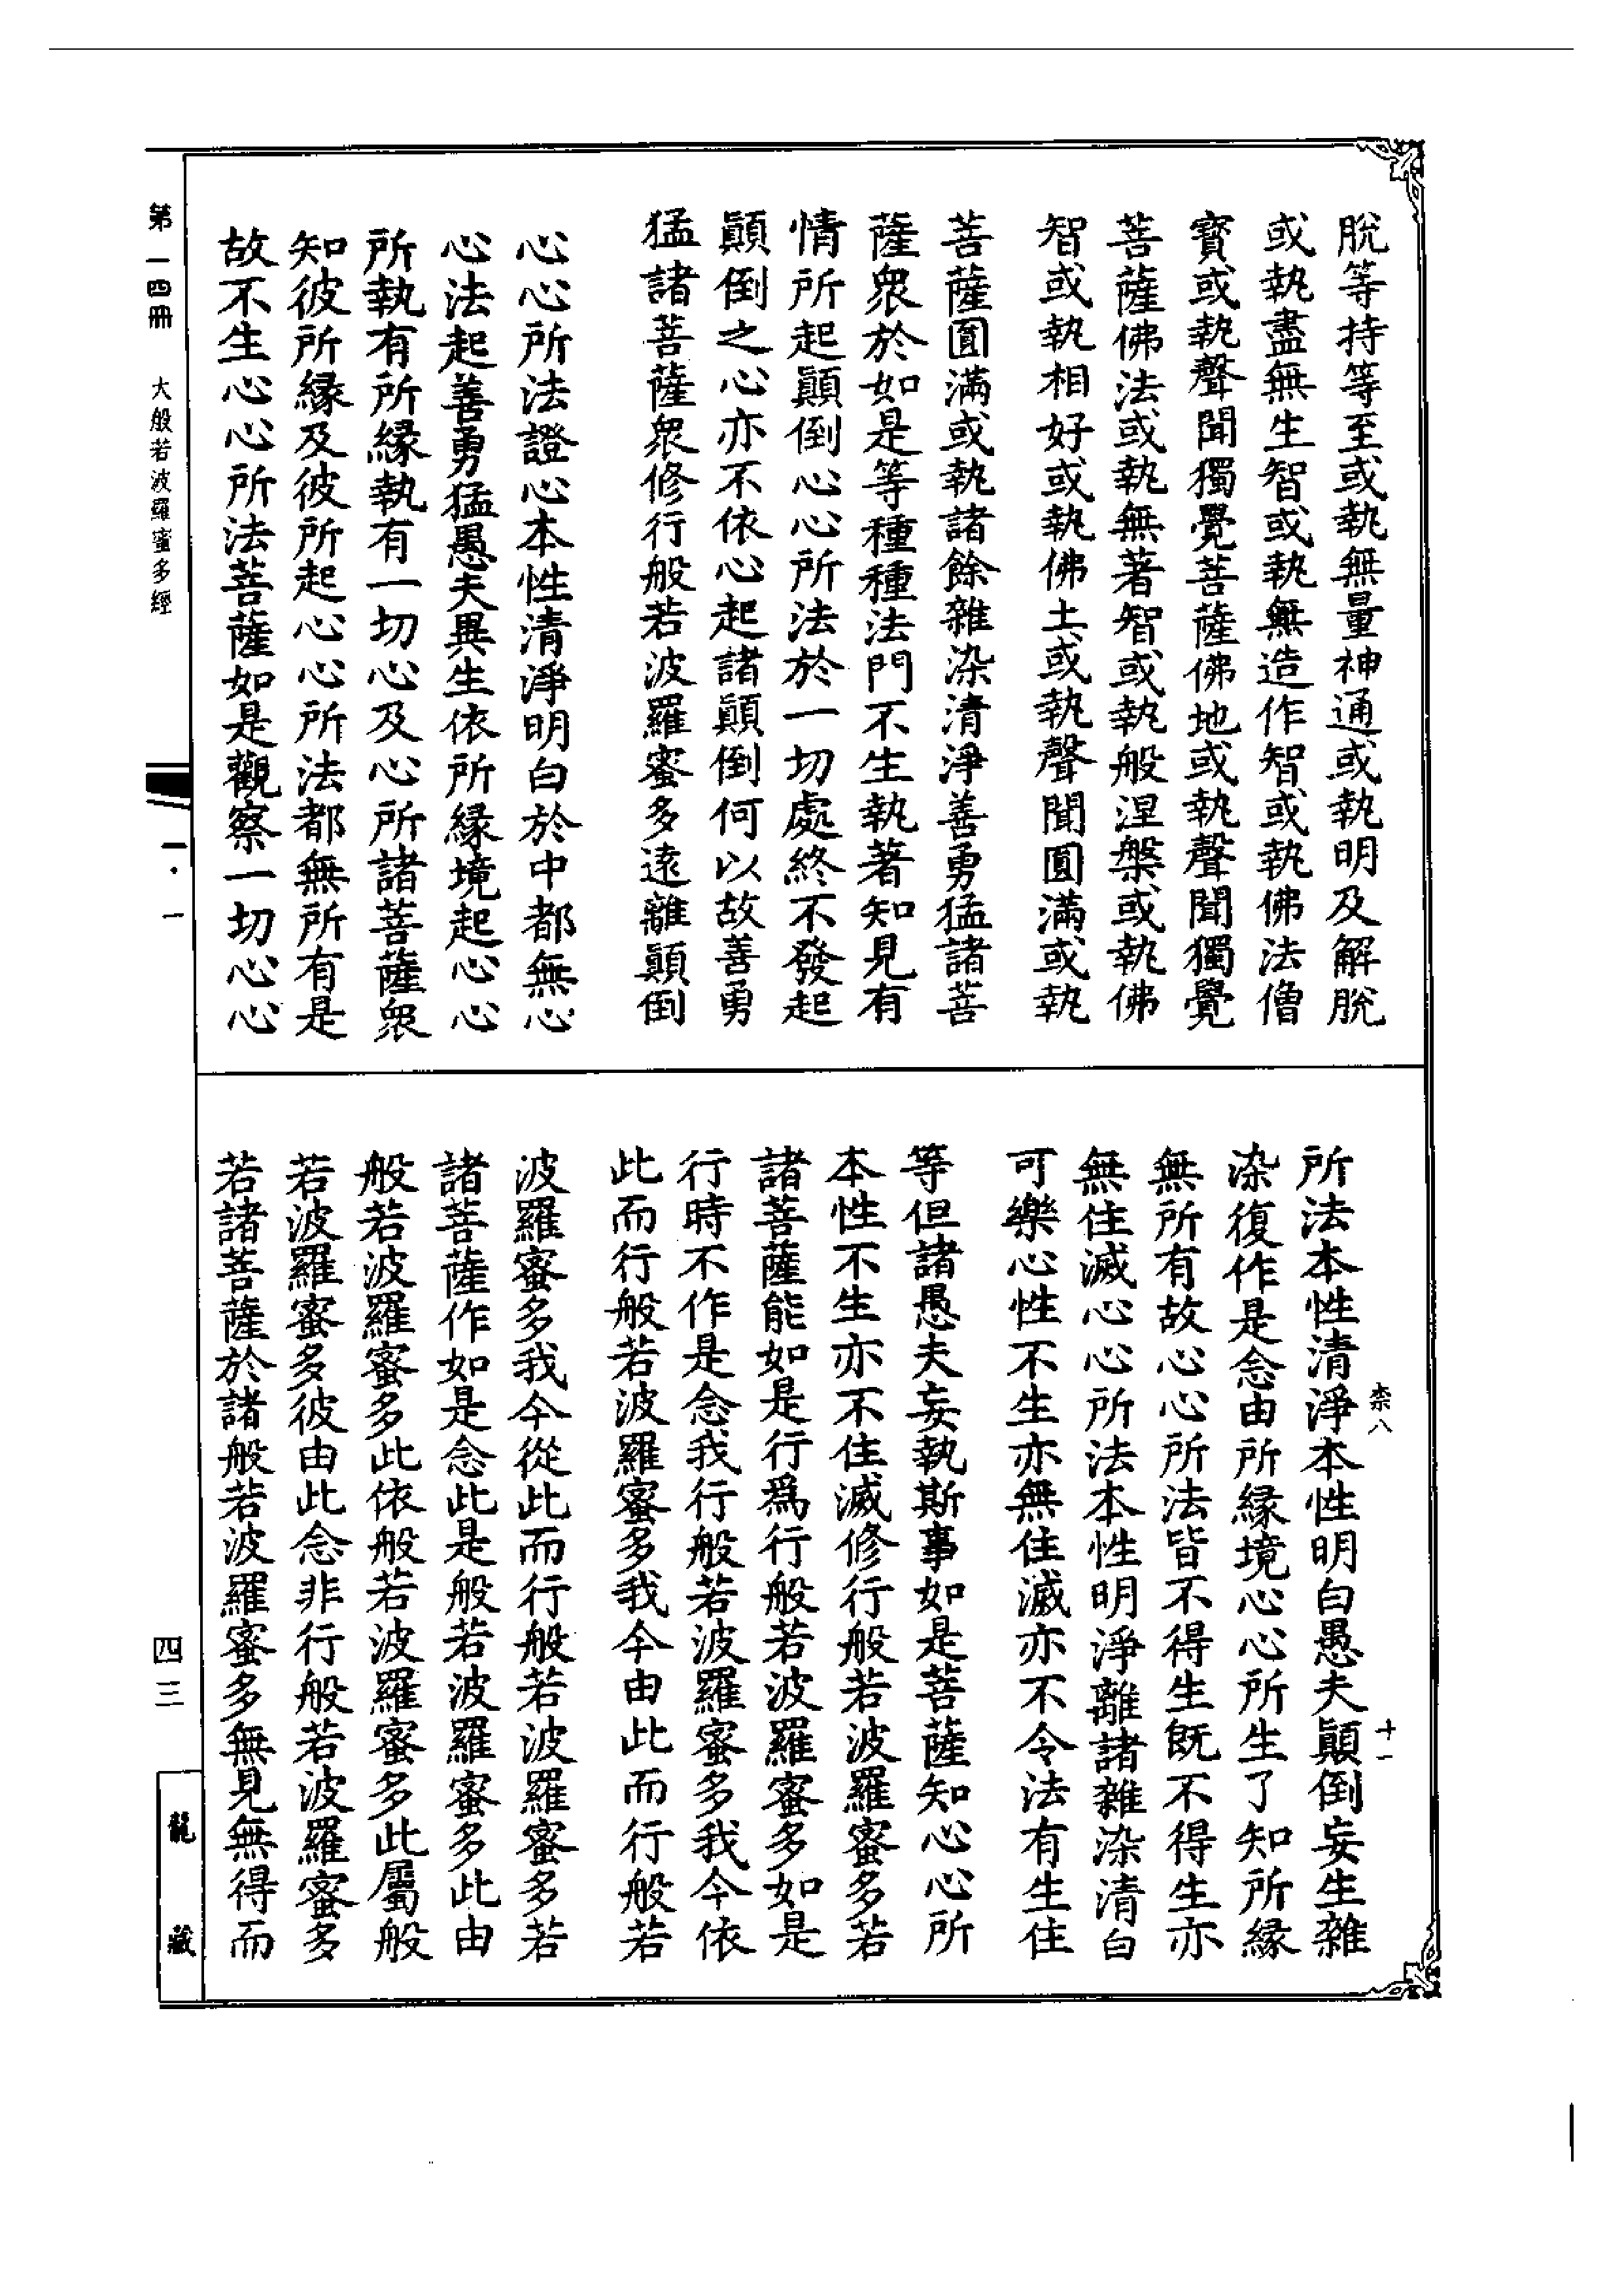 脫等持等至或執無量神通或執明及解脫
或執盡無生智或執無造作智或執佛法僧
寶或執聲聞獨覺菩薩佛地或執聲聞獨覺
菩薩佛法或執無著智或執般涅槃或執佛
智或執相好或執佛土或執聲聞圓滿或執
菩薩圓滿或執諸餘雜染清淨善勇猛諸菩
薩衆於如是等種種法門不生執著知見有
情所起顛倒心心所法於一切處終不發起
顛倒之心亦不依心起諸顛倒何以故善勇
猛諸菩薩衆修行般若波羅蜜多遠離顛倒
心心所法證心本性清淨明白於中都無心
心法起善勇猛愚夫異生依所緣境起心心
所執有所緣執有一切心及心所諸菩薩衆
知彼所緣及彼所起心心所法都無所有是
故不生心心所法菩薩如是觀察一切心心
所法本性清淨本性明白愚夫顛倒妄生雜
染復作是念由所緣境心心所生了知所緣
無所有故心心所法皆不得生既不得生亦
無住滅心心所法本性明淨離諸雜染清白
可樂心性不生亦無住滅亦不令法有生住
等但諸愚夫妄執斯事如是菩薩知心心所
本性不生亦不住滅修行般若波羅蜜多若
諸菩薩能如是行爲行般若波羅蜜多如是
行時不作是念我行般若波羅蜜多我今依
此而行般若波羅蜜多我今由此而行般若
波羅蜜多我今從此而行般若波羅蜜多若
諸菩薩作如是念此是般若波羅蜜多此由
般若波羅蜜多此依般若波羅蜜多此屬般
若波羅蜜多彼由此念非行般若波羅蜜多
若諸菩薩於諸般若波羅蜜多無見無得而
柰八
十一
第一四冊 大般若波羅蜜多經
一·一
四三
龍藏